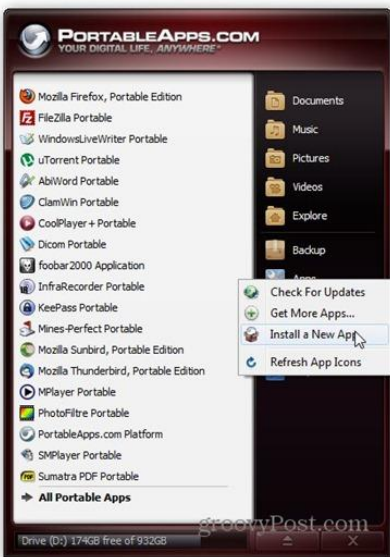 PORTABLEAPPS.COM
YOUR DIGITAL LIFE, ANYWHERE®
Mozilla Firefox, Portable Edition
FileZilla Portable
WindowsLiveWriter Portable
uTorrent Portable
AbiWord Portable
ClamWin Portable
CoolPlayer+ Portable
Dicom Portable
foobar2000 Application
InfraRecorder Portable
KeePass Portable
Mines-Perfect Portable
Mozilla Sunbird, Portable Edition
Mozilla Thunderbird, Portable Edition
MPlayer Portable
PhotoFiltre Portable
PortableApps.com Platform
SMPlayer Portable
Sumatra PDF Portable
All Portable Apps
Documents
Music
Pictures
Videos
Explore
Backup
Apps
Check For Updates
Get More Apps...
Install a New App
Refresh App Icons
Drive (D:) 174GB free of 932GB
groovyPost.com